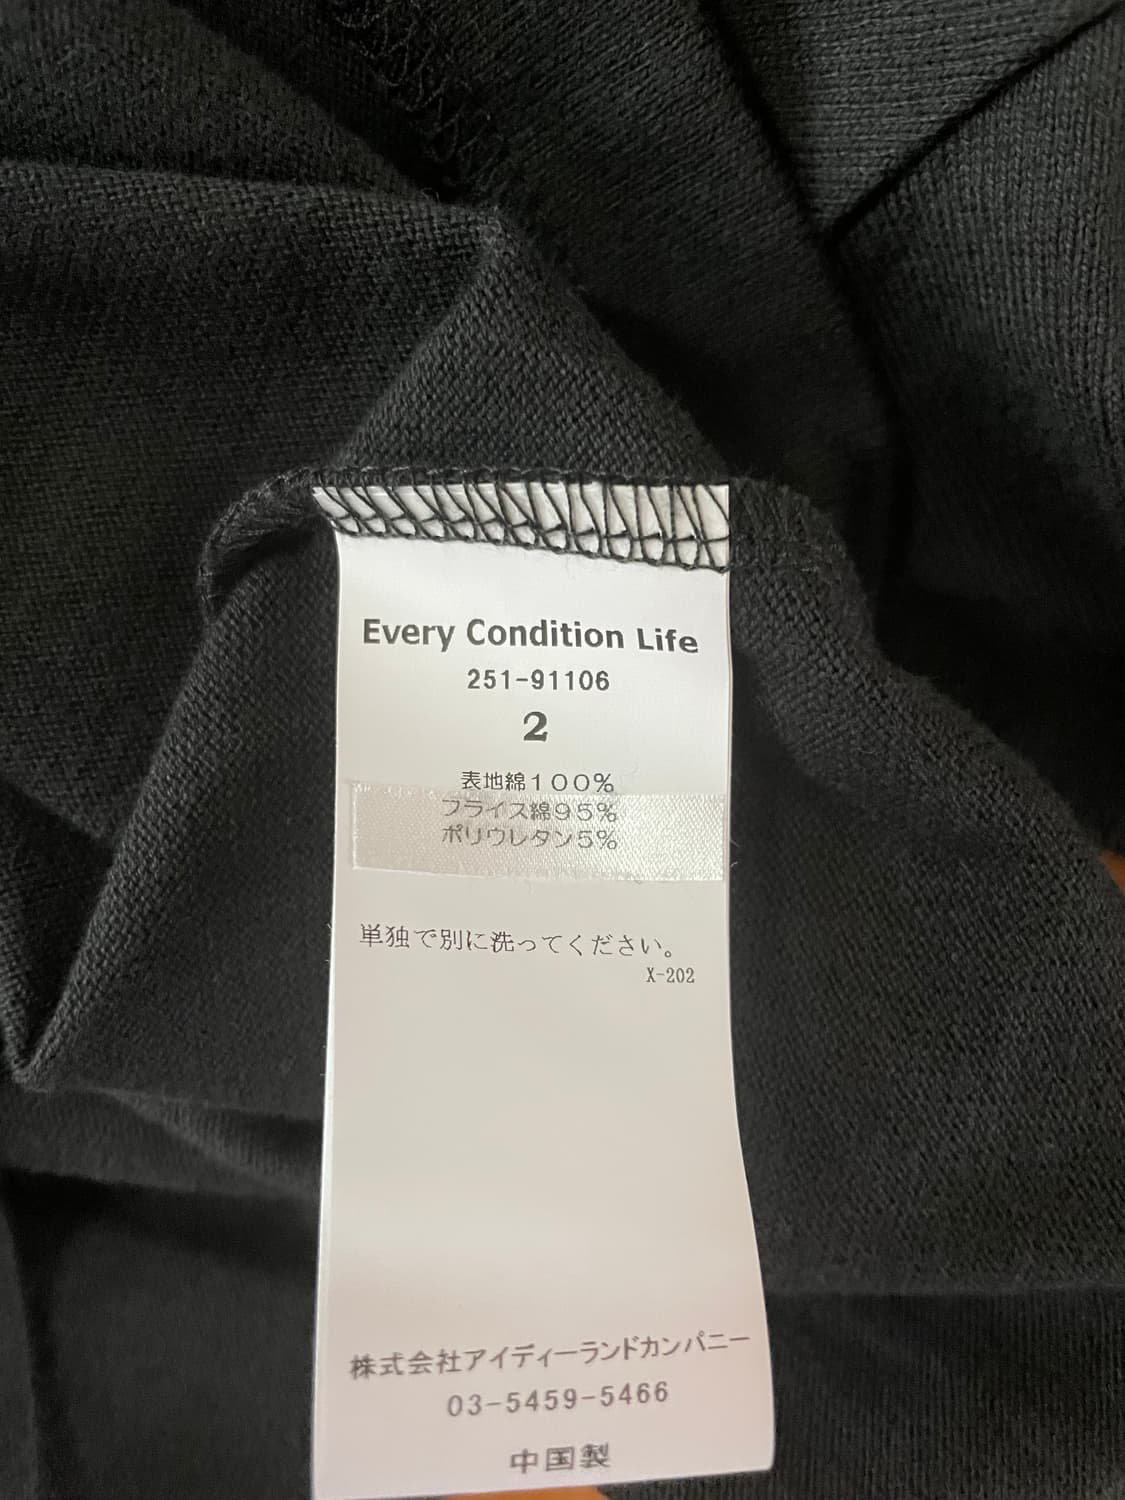 Every Condition Life
251-91106
2
表地綿１００％
フライス綿９５％
ポリウレタン５％
単独で別に洗ってください。
X-202
株式会社アイディーランドカンパニー
03-5459-5466
中国製